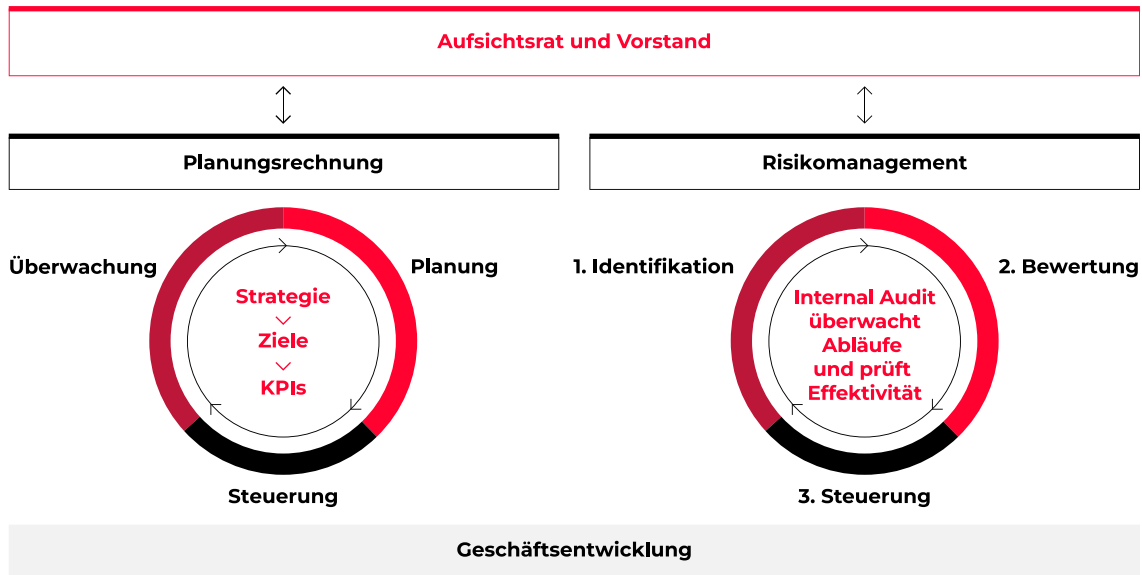 Aufsichtsrat und Vorstand
Planungsrechnung
Überwachung
Planung
Strategie
Ziele
KPIs
Steuerung
Risikomanagement
1. Identifikation
2. Bewertung
Internal Audit
überwacht
Abläufe
und prüft
Effektivität
3. Steuerung
Geschäftsentwicklung